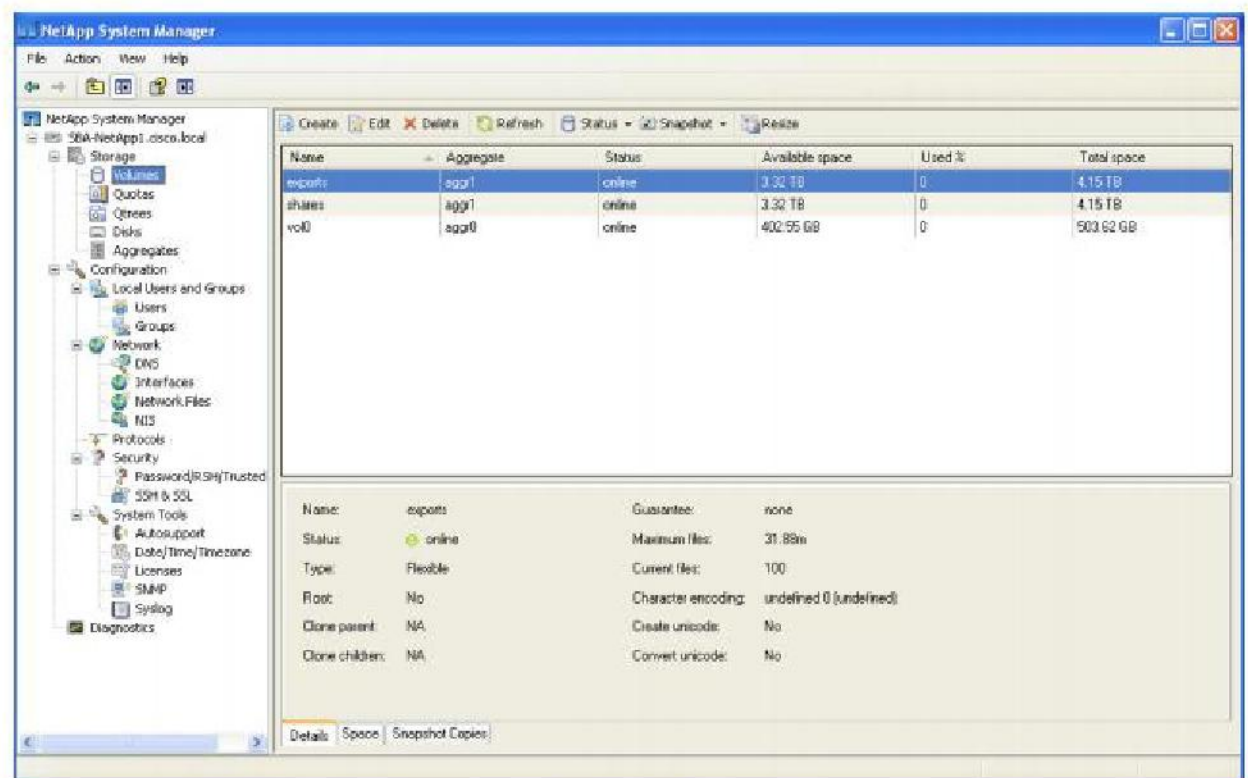 NetApp System Manager
File Action View Help
NetApp System Manager
SBA-NetApp1.cisco.local
Storage
Volumes
Quotas
Qtrees
Disks
Aggregates
Configuration
Local Users and Groups
Users
Groups
Network
DNS
Interfaces
Network Files
NIS
Protocols
Security
Password/RSH/Trusted
SSH & SSL
System Tools
Autosupport
Date/Time/Timezone
Licenses
SNMP
Syslog
Diagnostics
Create Edit Delete Refresh Status Snapshot Resize
Name Aggregate Status Available space Used % Total space
exports aggr1 online 3.32 TB 0 4.15 TB
shares aggr1 online 3.32 TB 0 4.15 TB
vol0 aggr0 online 402.55 GB 0 503.62 GB
Name: exports Guarantee: none
Status: online Maximum files: 31.88m
Type: Flexible Current files: 100
Root: No Character encoding: undefined 0 (undefined)
Clone parent: NA Create unicode: No
Clone children: NA Convert unicode: No
Details Space Snapshot Copies